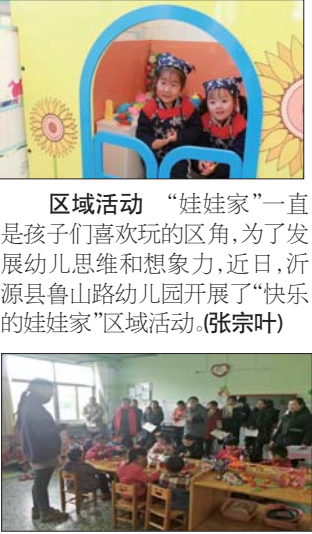 区域活动 “娃娃家”一直
是孩子们喜欢玩的区角,为了发
展幼儿思维和想象力,近日,沂
源县鲁山路幼儿园开展了“快乐
的娃娃家”区域活动。(张宗叶)